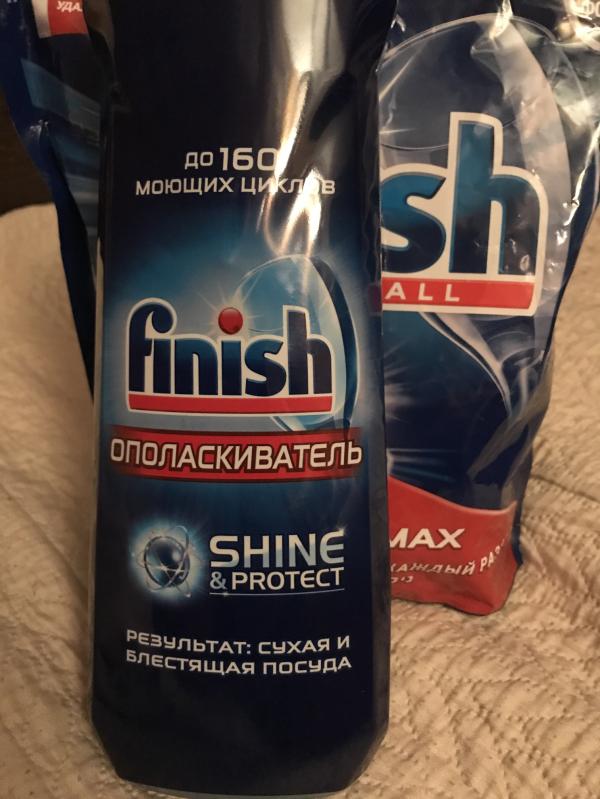 ДО 160
МОЮЩИХ ЦИКЛОВ
finish
ОПОЛАСКИВАТЕЛЬ
SHINE
& PROTECT
РЕЗУЛЬТАТ: СУХАЯ И
БЛЕСТЯЩАЯ ПОСУДА
sh
ALL
MAX
КАЖДЫЙ РАЗ